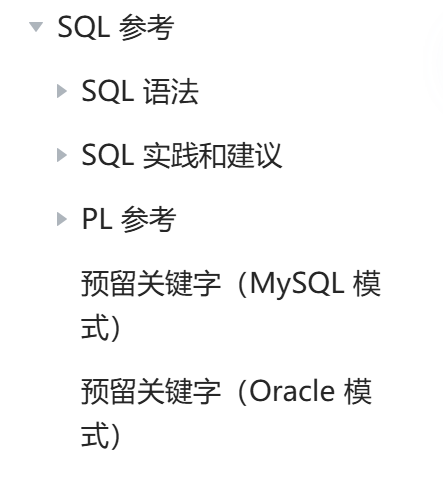 SQL 参考
SQL 语法
SQL 实践和建议
PL 参考
预留关键字（MySQL 模
式）
预留关键字（Oracle 模
式）